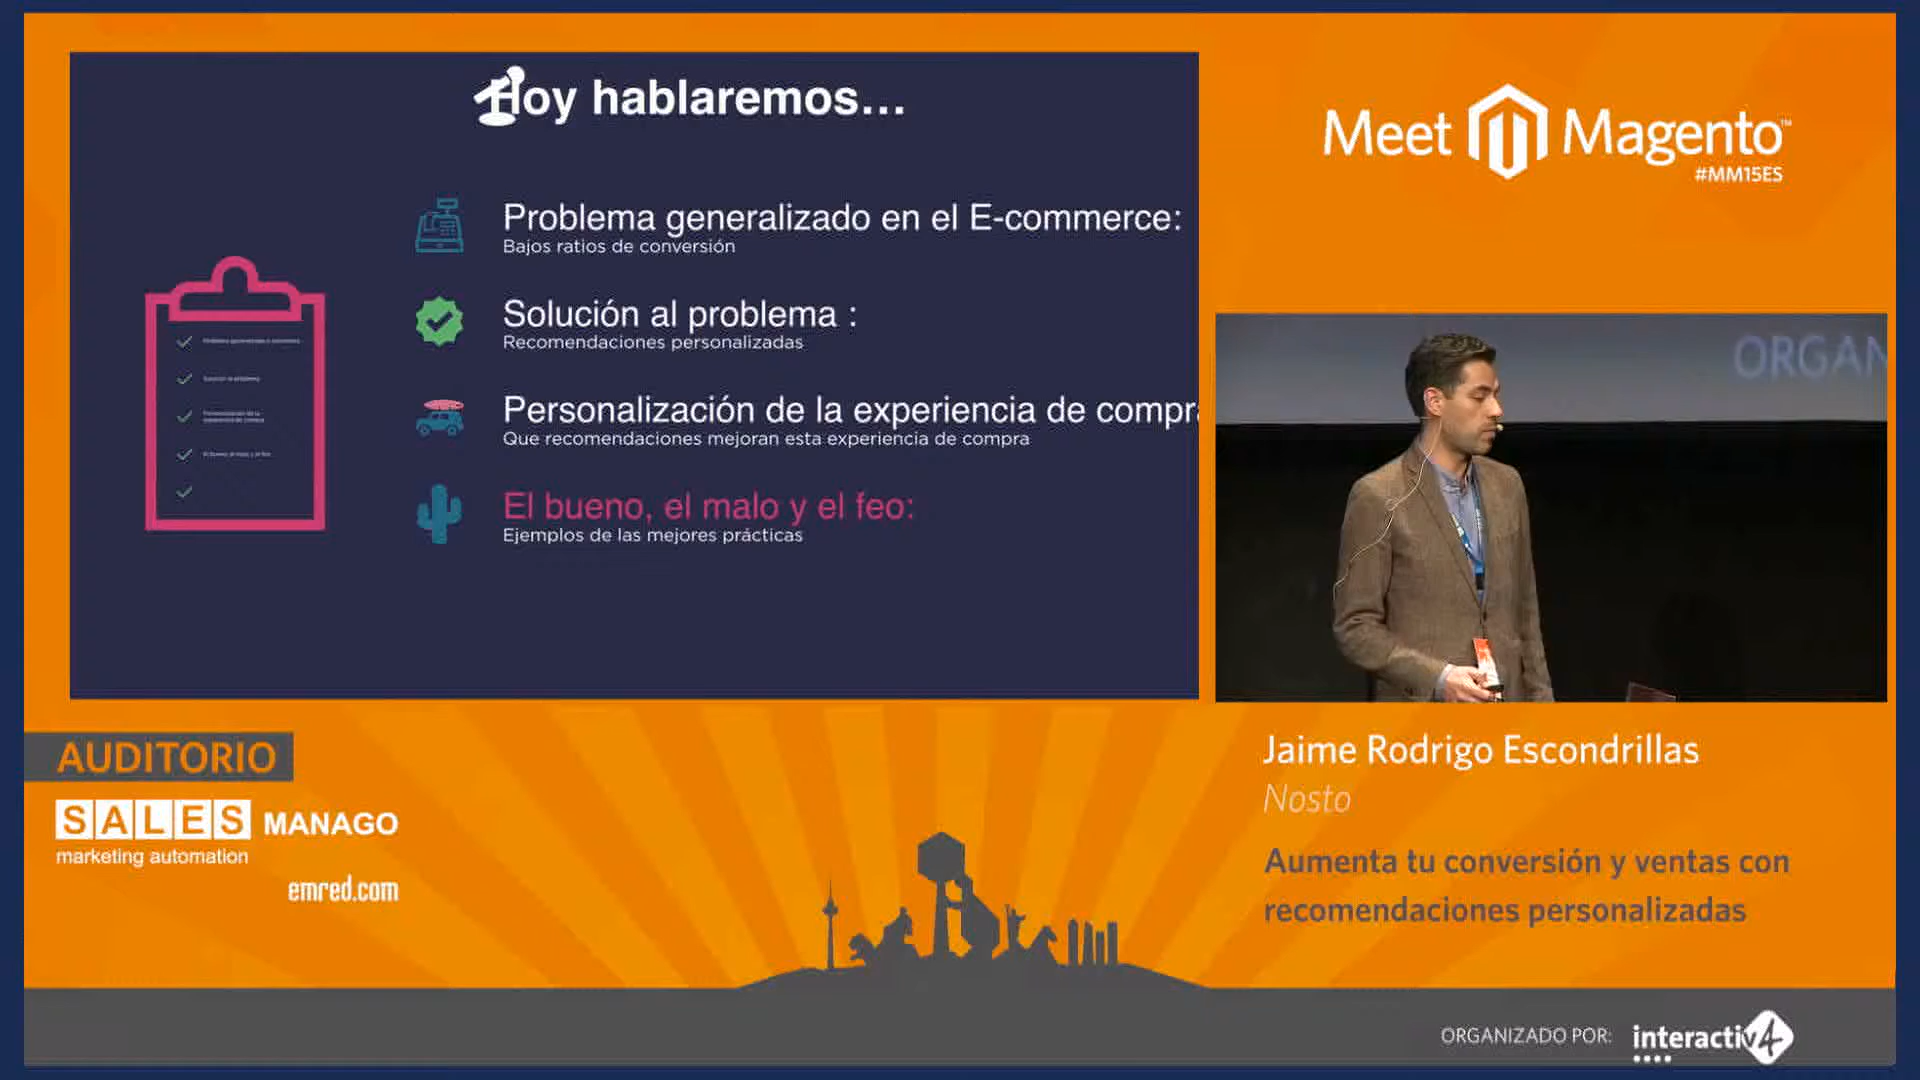 Hoy hablaremos...
Problema generalizado en el E-commerce:
Bajos ratios de conversión
Solución al problema :
Recomendaciones personalizadas
Personalización de la experiencia de compra
Que recomendaciones mejoran esta experiencia de compra
El bueno, el malo y el feo:
Ejemplos de las mejores prácticas
Meet Magento™
#MM15ES
ORGAN
AUDITORIO
SALES MANAGO
marketing automation
emred.com
Jaime Rodrigo Escondrillas
Nosto
Aumenta tu conversión y ventas con
recomendaciones personalizadas
ORGANIZADO POR: interactiv4